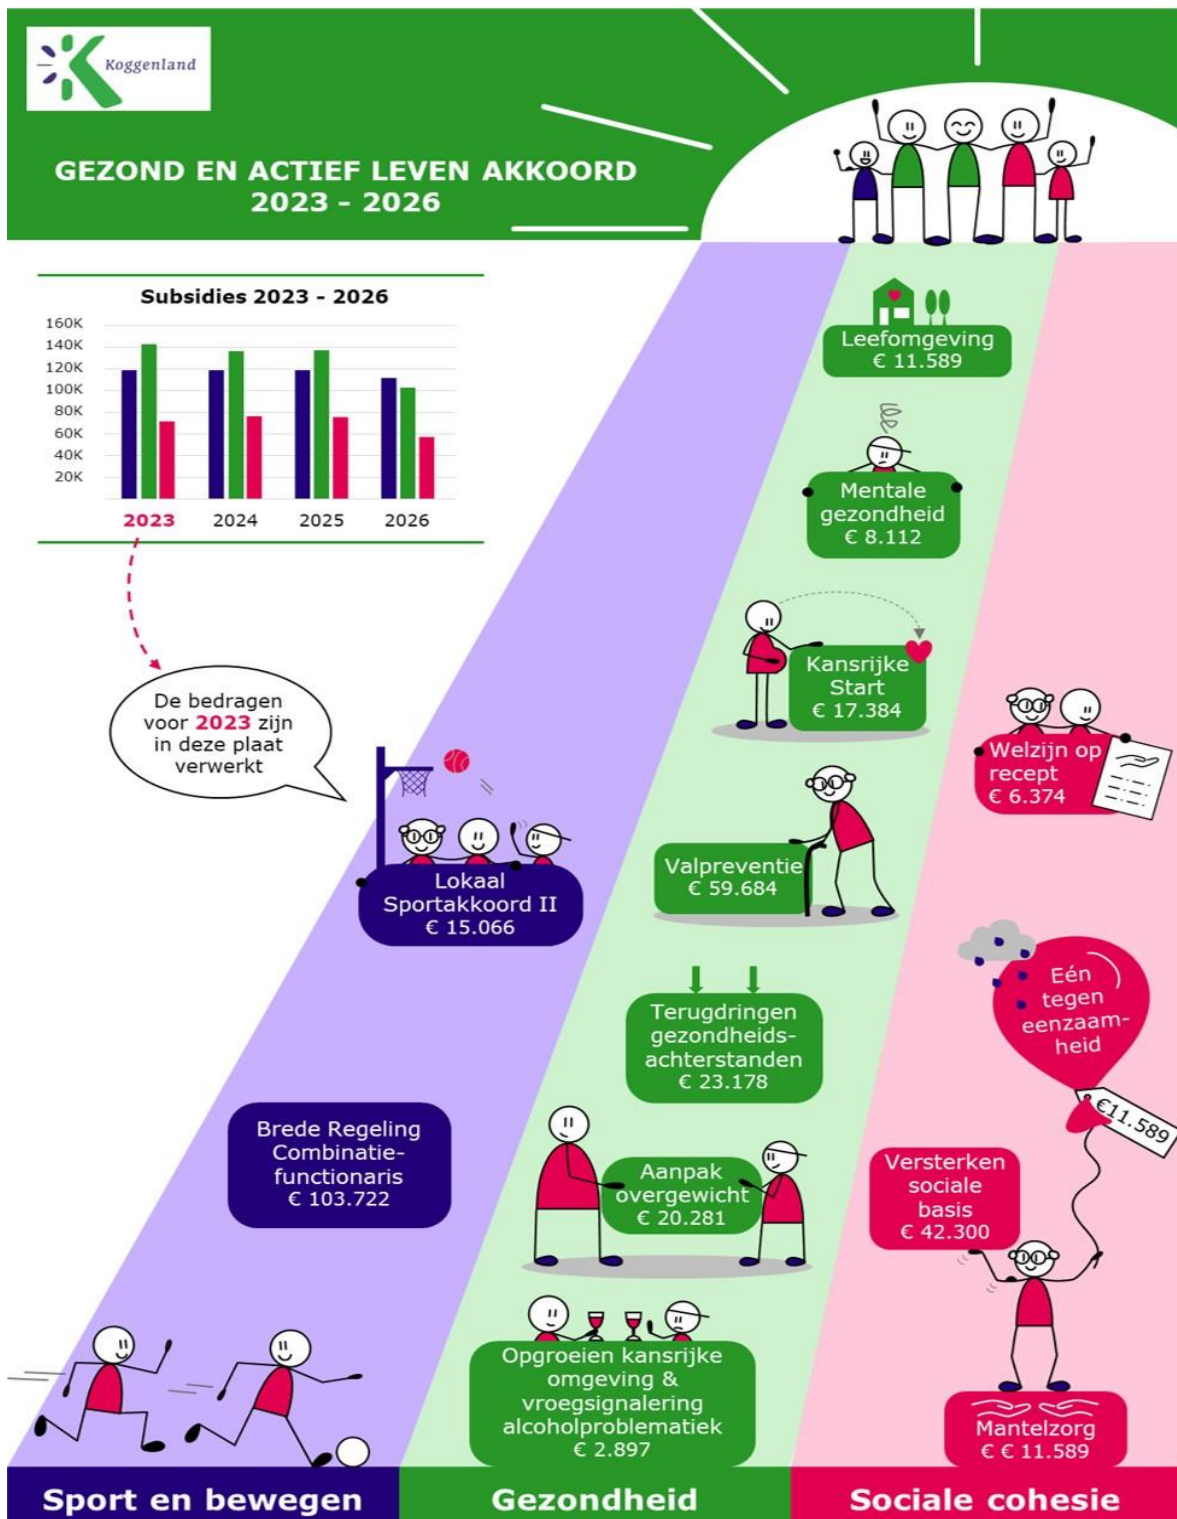 Koggenland
GEZOND EN ACTIEF LEVEN AKKOORD
2023 - 2026
Subsidies 2023 - 2026
160K
140K
120K
100K
80K
60K
40K
20K
2023 2024 2025 2026
De bedragen
voor 2023 zijn
in deze plaat
verwerkt
Leefomgeving
€ 11.589
Mentale
gezondheid
€ 8.112
Kansrijke
Start
€ 17.384
Welzijn op
recept
€ 6.374
Valpreventie
€ 59.684
Lokaal
Sportakkoord II
€ 15.066
Eén
tegen
eenzaam-
heid
€11.589
Terugdringen
gezondheids-
achterstanden
€ 23.178
Brede Regeling
Combinatie-
functionaris
€ 103.722
Aanpak
overgewicht
€ 20.281
Versterken
sociale
basis
€ 42.300
Opgroeien kansrijke
omgeving &
vroegsignalering
alcoholproblematiek
€ 2.897
Mantelzorg
€ € 11.589
Sport en bewegen
Gezondheid
Sociale cohesie